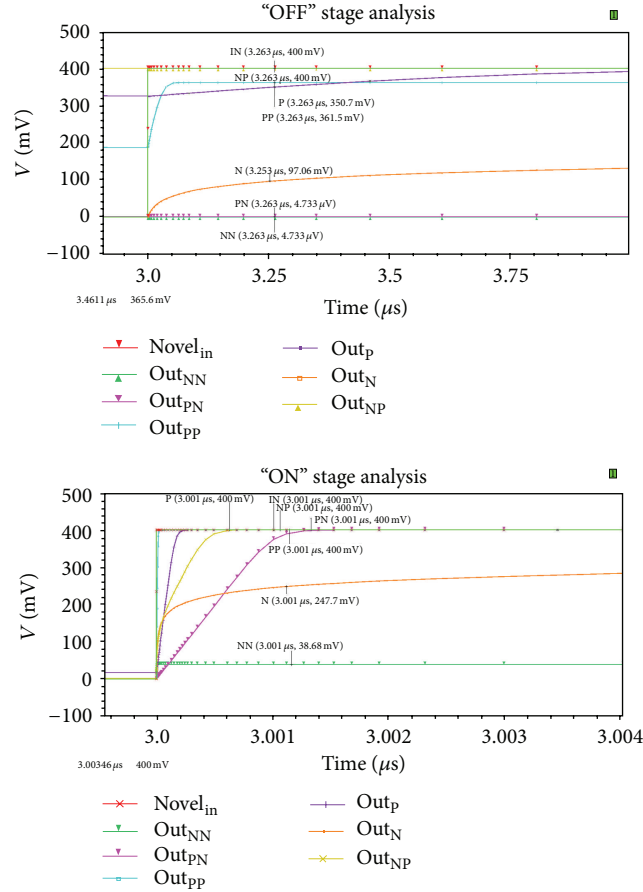 “OFF” stage analysis
500
400
300
200
100
0
−100
V (mV)
IN (3.263 μs, 400 mV)
NP (3.263 μs, 400 mV)
P (3.263 μs, 350.7 mV)
PP (3.263 μs, 361.5 mV)
N (3.253 μs, 97.06 mV)
PN (3.263 μs, 4.733 μV)
NN (3.263 μs, 4.733 μV)
3.0 3.25 3.5 3.75
Time (μs)
3.4611 μs 365.6 mV
Novel_in Out_P
Out_NN Out_N
Out_PN Out_NP
Out_PP
“ON” stage analysis
500
400
300
200
100
0
−100
V (mV)
P (3.001 μs, 400 mV) IN (3.001 μs, 400 mV)
NP (3.001 μs, 400 mV)
PN (3.001 μs, 400 mV)
PP (3.001 μs, 400 mV)
N (3.001 μs, 247.7 mV)
NN (3.001 μs, 38.68 mV)
3.0 3.001 3.002 3.003 3.004
Time (μs)
3.00346 μs 400 mV
Novel_in Out_P
Out_NN Out_N
Out_PN Out_NP
Out_PP